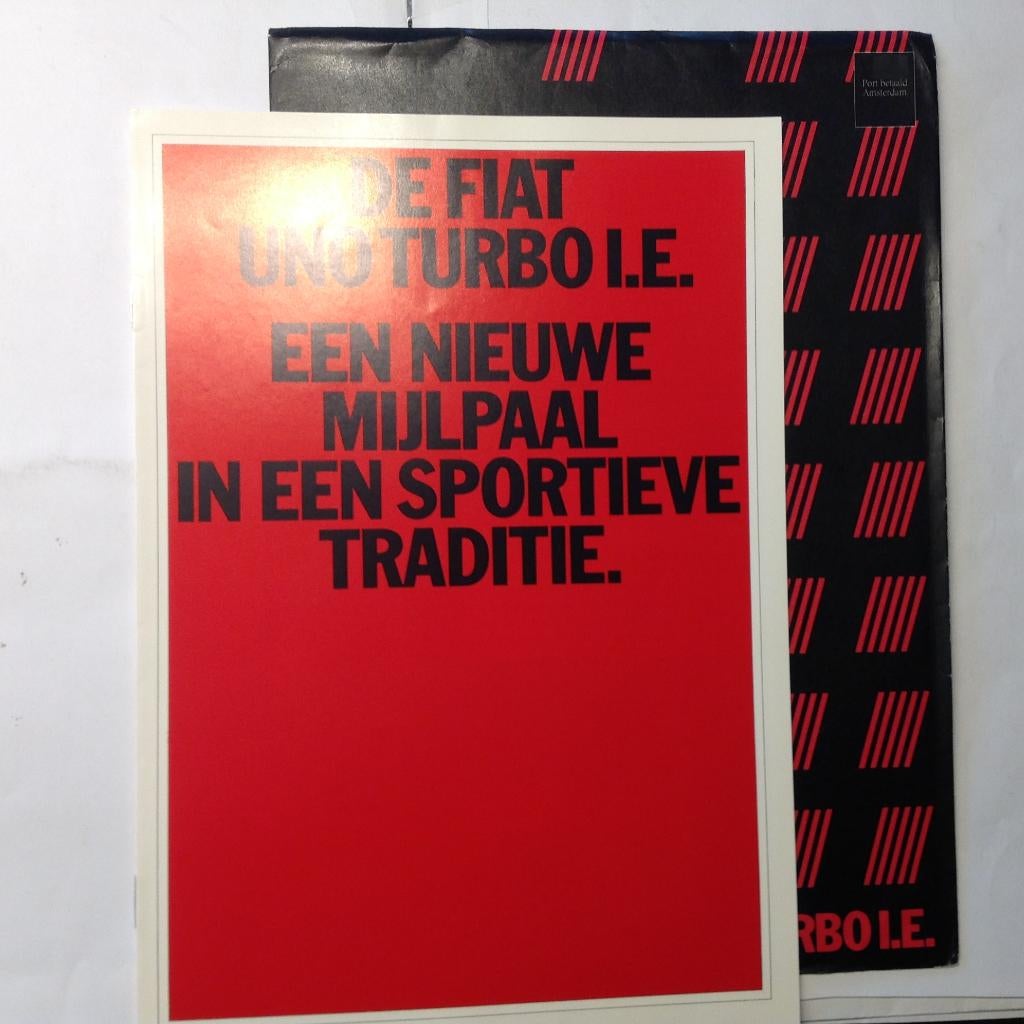 DE FIAT
UNO TURBO I.E.
EEN NIEUWE
MIJLPAAL
IN EEN SPORTIEVE
TRADITIE.
Port betaald
Amsterdam
RBO I.E.